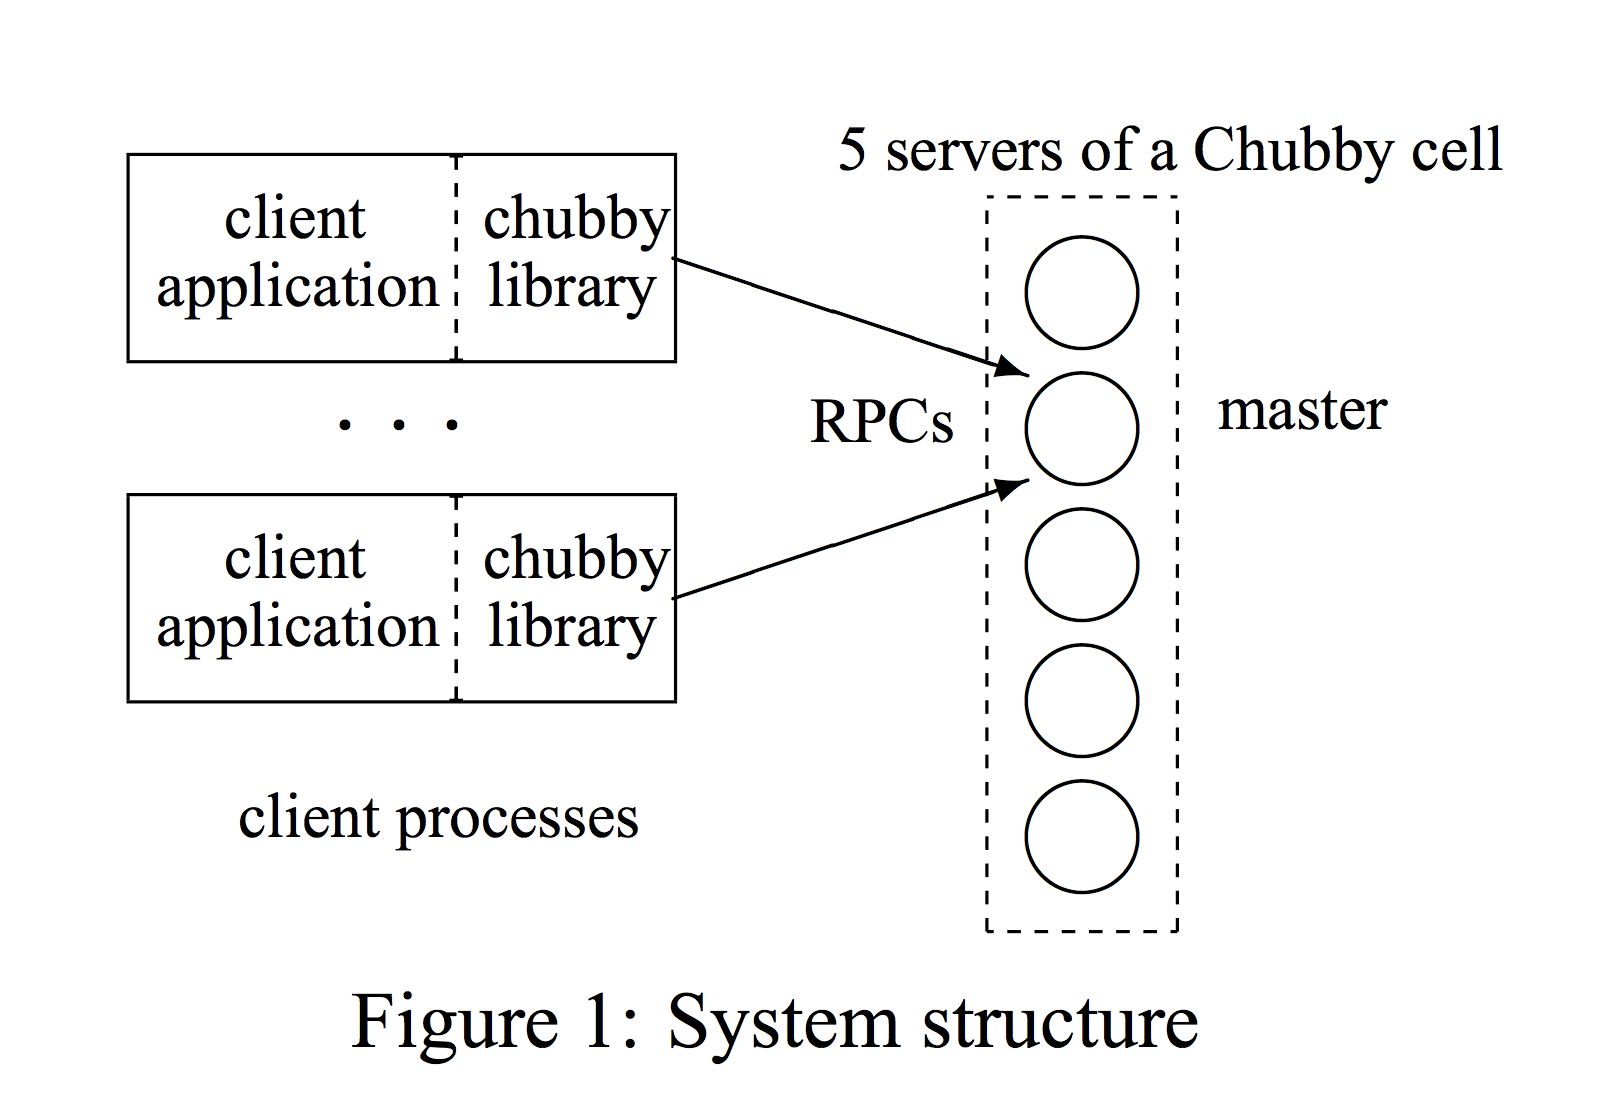 5 servers of a Chubby cell
client
application
chubby
library
. . .
RPCs
master
client
application
chubby
library
client processes
Figure 1: System structure